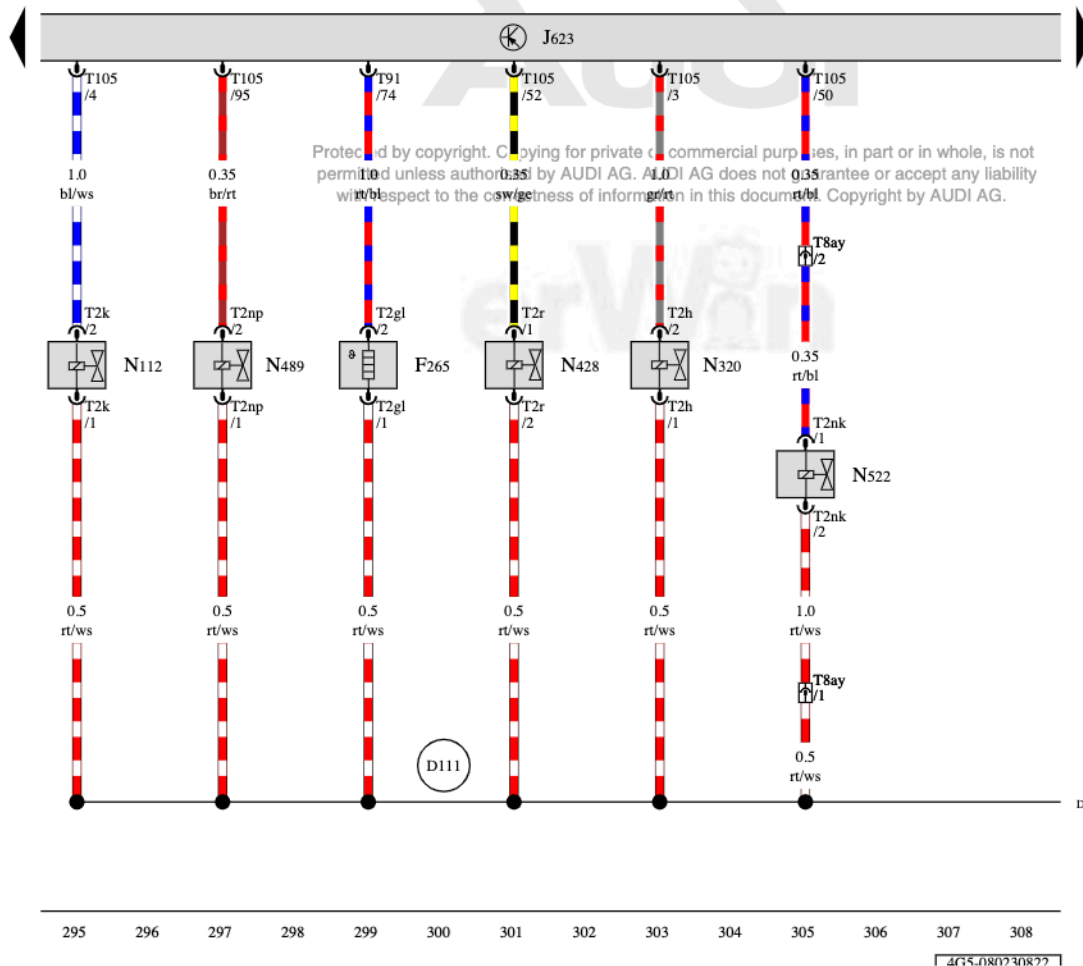 J623
T105 T105 T91 T105 T105 T105
/4 /95 /74 /52 /3 /50
Protected by copyright. Copying for private or commercial purposes, in part or in whole, is not
permitted unless authorised by AUDI AG. AUDI AG does not guarantee or accept any liability
with respect to the correctness of information in this document. Copyright by AUDI AG.
1.0 0.35 1.0 0.35 1.0 0.35
bl/ws br/rt rt/bl sw/ge gr/rt rt/bl
T8ay
/2
erWin
T2k T2np T2gl T2r T2h
/2 /2 /2 /1 /2
0.35
rt/bl
N112 N489 F265 N428 N320
T2k T2np T2gl T2r T2h
/1 /1 /1 /2 /1
T2nk
/1
N522
T2nk
/2
0.5 0.5 0.5 0.5 0.5 1.0
rt/ws rt/ws rt/ws rt/ws rt/ws rt/ws
T8ay
/1
D111
0.5
rt/ws
D
295 296 297 298 299 300 301 302 303 304 305 306 307 308
4G5-080230822